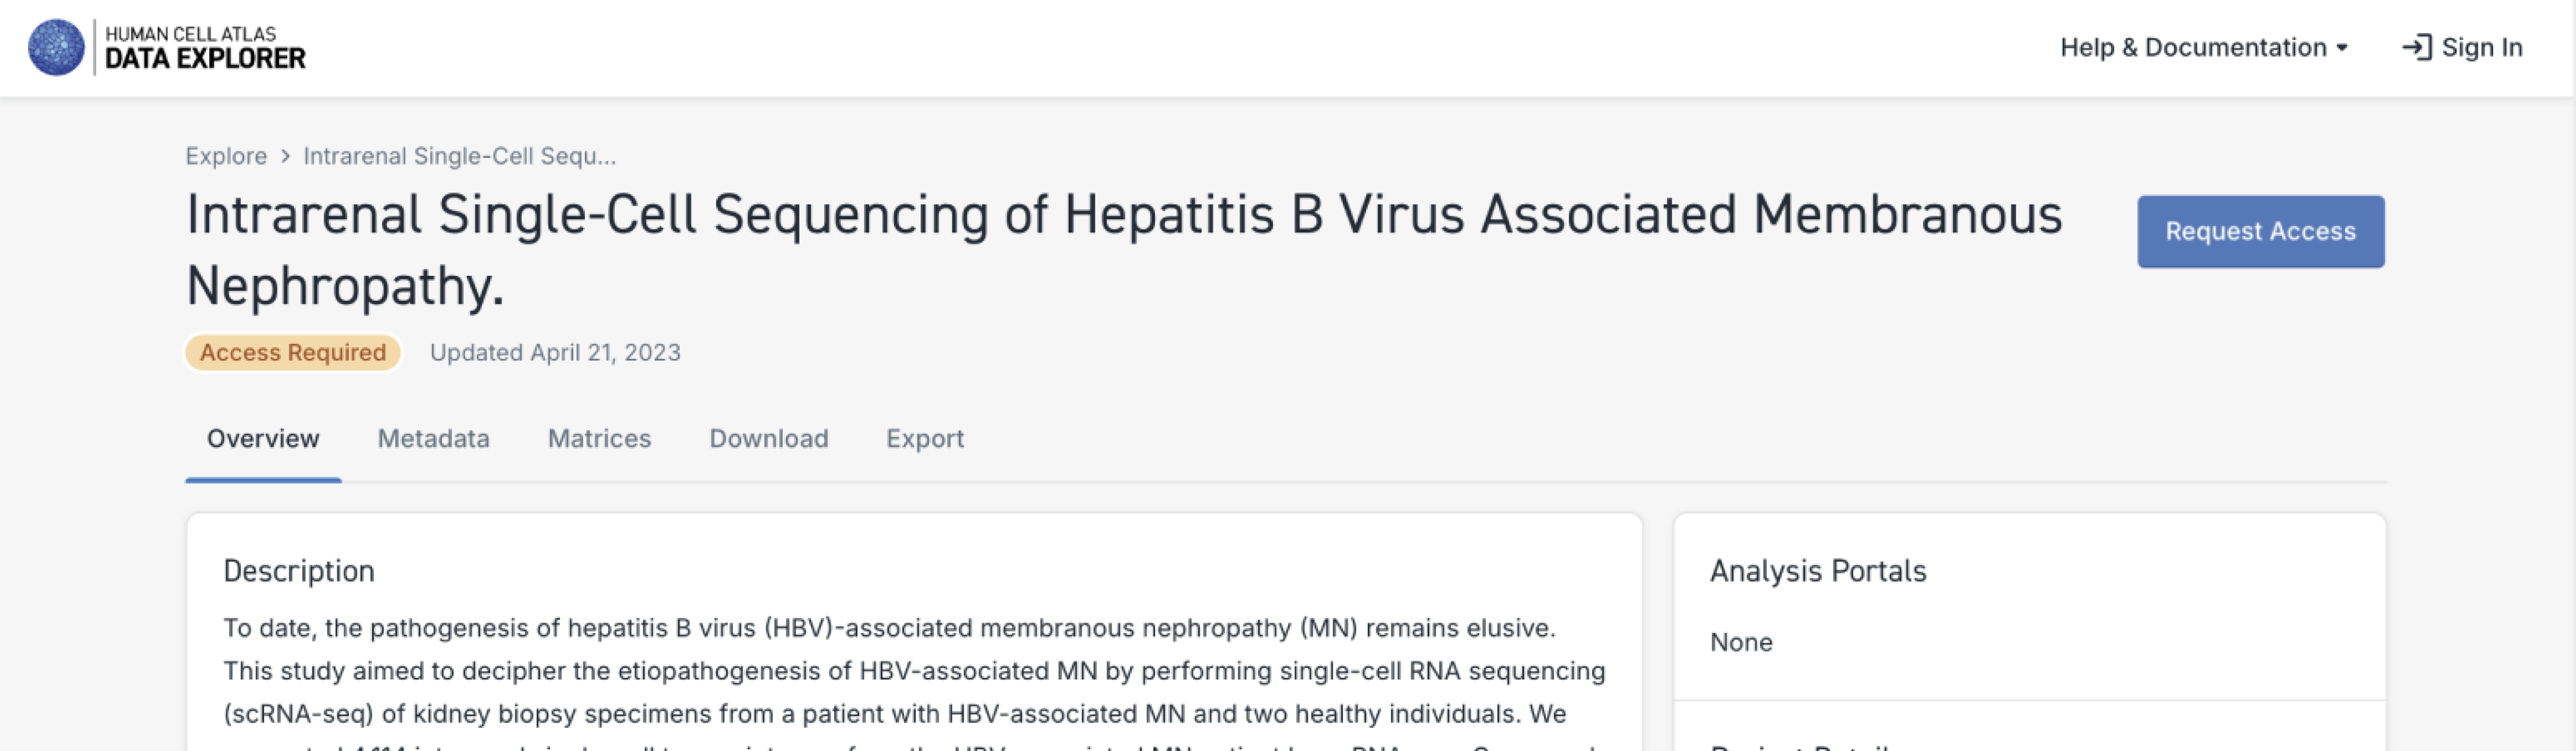 HUMAN CELL ATLAS
DATA EXPLORER
Help & Documentation
Sign In
Explore > Intrarenal Single-Cell Sequ...
Intrarenal Single-Cell Sequencing of Hepatitis B Virus Associated Membranous
Nephropathy.
Request Access
Access Required
Updated April 21, 2023
Overview
Metadata
Matrices
Download
Export
Description
To date, the pathogenesis of hepatitis B virus (HBV)-associated membranous nephropathy (MN) remains elusive.
This study aimed to decipher the etiopathogenesis of HBV-associated MN by performing single-cell RNA sequencing
(scRNA-seq) of kidney biopsy specimens from a patient with HBV-associated MN and two healthy individuals. We
Analysis Portals
None